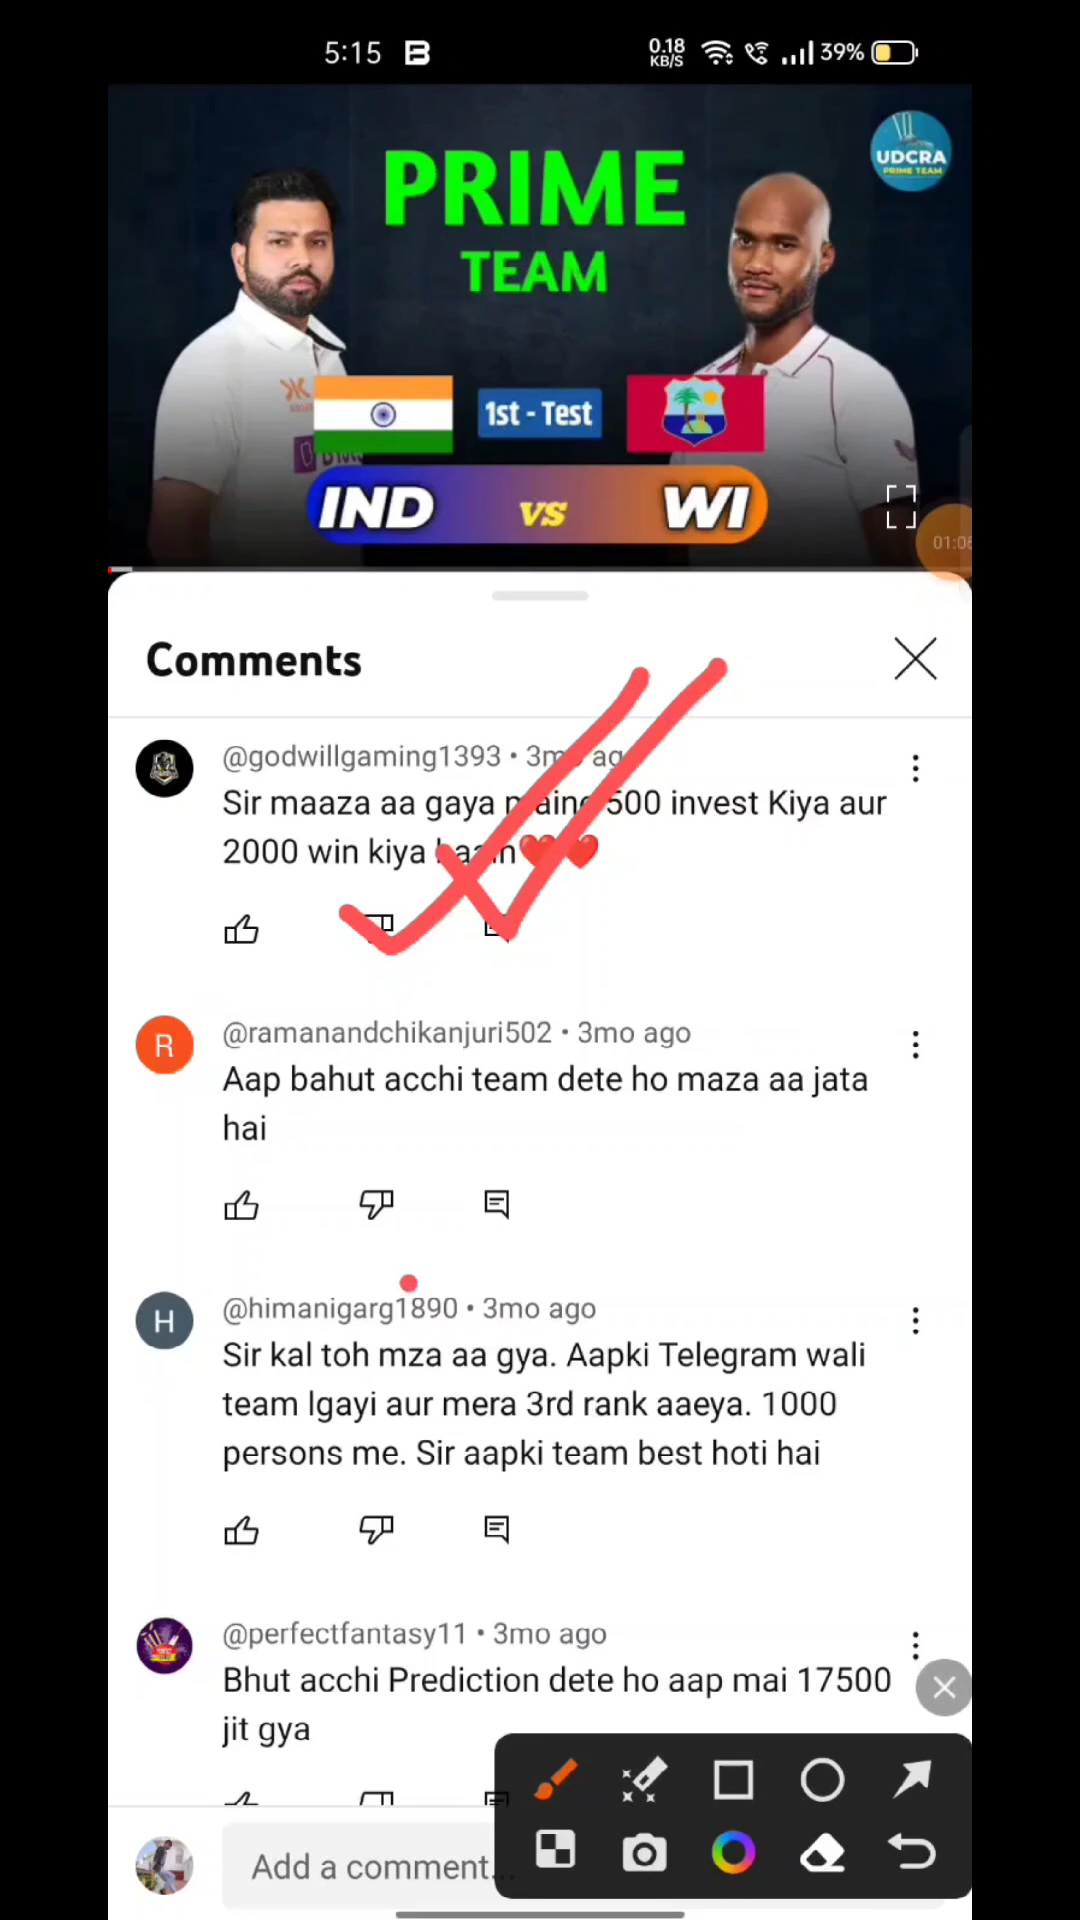 5:15
0.18
KB/S
39%
PRIME
TEAM
UDCRA
PRIME TEAM
1st - Test
IND vs WI
Comments
@godwillgaming1393 • 3mo ago
Sir maaza aa gaya maine 500 invest Kiya aur
2000 win kiya haain❤️❤️
@ramanandchikanjuri502 • 3mo ago
Aap bahut acchi team dete ho maza aa jata
hai
@himanigarg1890 • 3mo ago
Sir kal toh mza aa gya. Aapki Telegram wali
team lgayi aur mera 3rd rank aaeya. 1000
persons me. Sir aapki team best hoti hai
@perfectfantasy11 • 3mo ago
Bhut acchi Prediction dete ho aap mai 17500
jit gya
Add a comment...
R
H